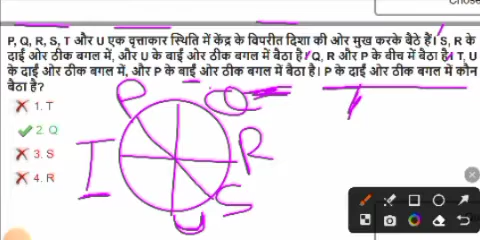 P, Q, R, S, T और U एक वृत्ताकार स्थिति में केंद्र के विपरीत दिशा की ओर मुख करके बैठे हैं। S, R के
दाईं ओर ठीक बगल में, और U के बाईं ओर ठीक बगल में बैठा है। Q, R और P के बीच में बैठा है। T, U
के दाईं ओर ठीक बगल में, और P के बाईं ओर ठीक बगल में बैठा है। P के दाईं ओर ठीक बगल में कौन
बैठा है?
1. T
2. Q
3. S
4. R
P
Q
R
S
U
T